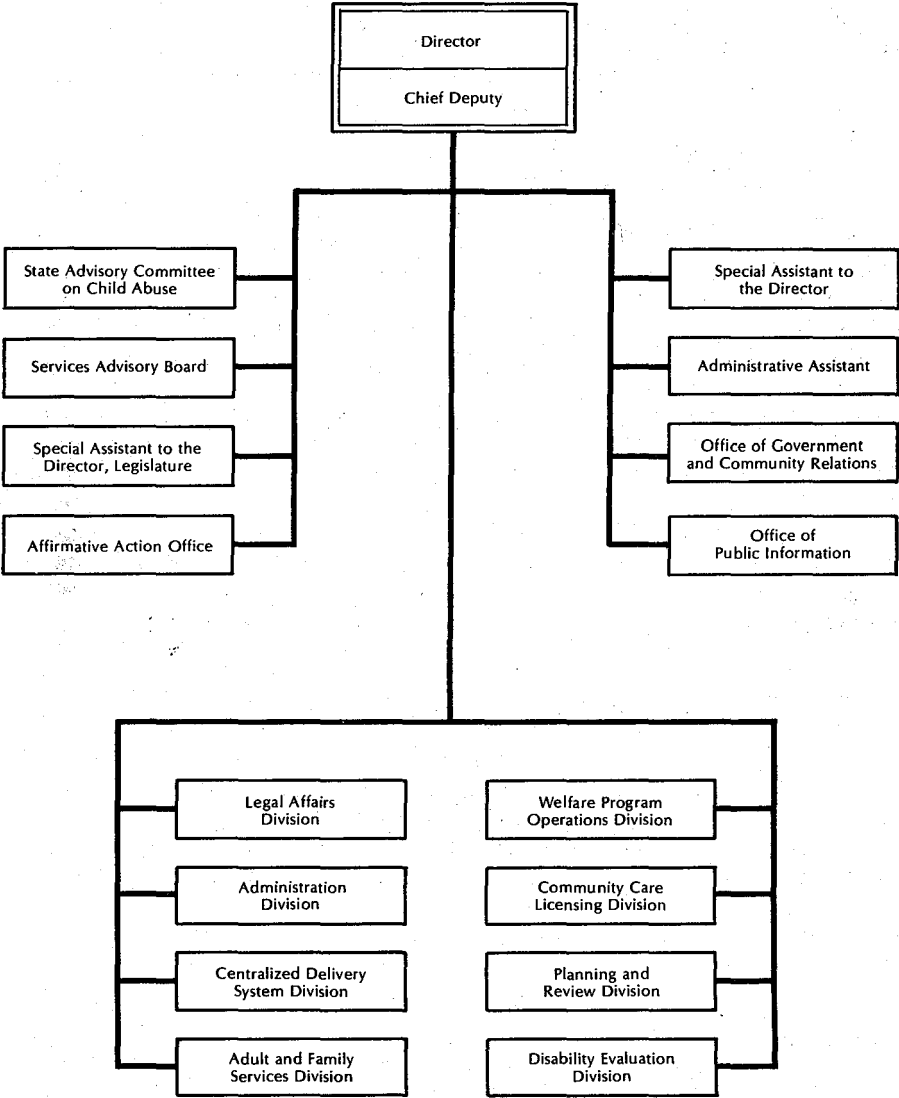 Director
Chief Deputy
State Advisory Committee
on Child Abuse
Services Advisory Board
Special Assistant to the
Director, Legislature
Affirmative Action Office
Special Assistant to
the Director
Administrative Assistant
Office of Government
and Community Relations
Office of
Public Information
Legal Affairs
Division
Administration
Division
Centralized Delivery
System Division
Adult and Family
Services Division
Welfare Program
Operations Division
Community Care
Licensing Division
Planning and
Review Division
Disability Evaluation
Division